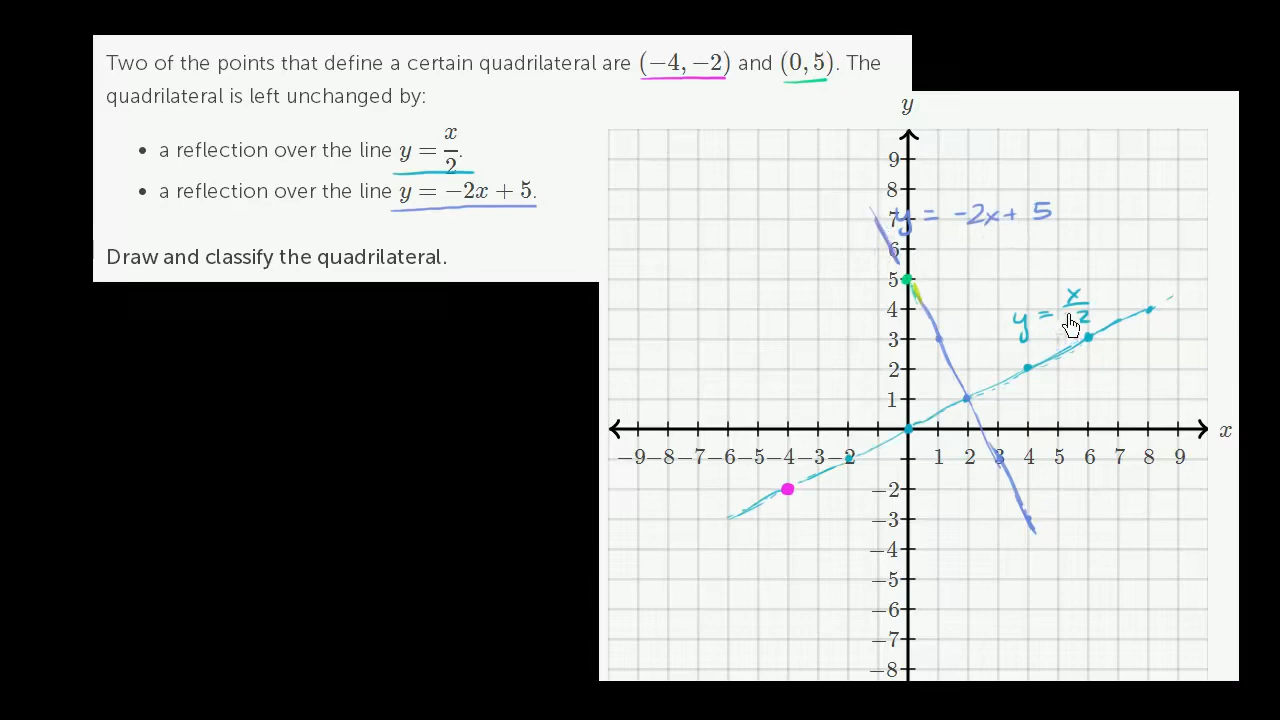 Two of the points that define a certain quadrilateral are (−4, −2) and (0, 5). The
quadrilateral is left unchanged by:
• a reflection over the line y = x/2.
• a reflection over the line y = −2x + 5.
Draw and classify the quadrilateral.
y
9
8
7
y = -2x+ 5
6
5
4
y = x/2
3
2
1
x
−9 −8 −7 −6 −5 −4 −3 −2 1 2 3 4 5 6 7 8 9
−2
−3
−4
−5
−6
−7
−8